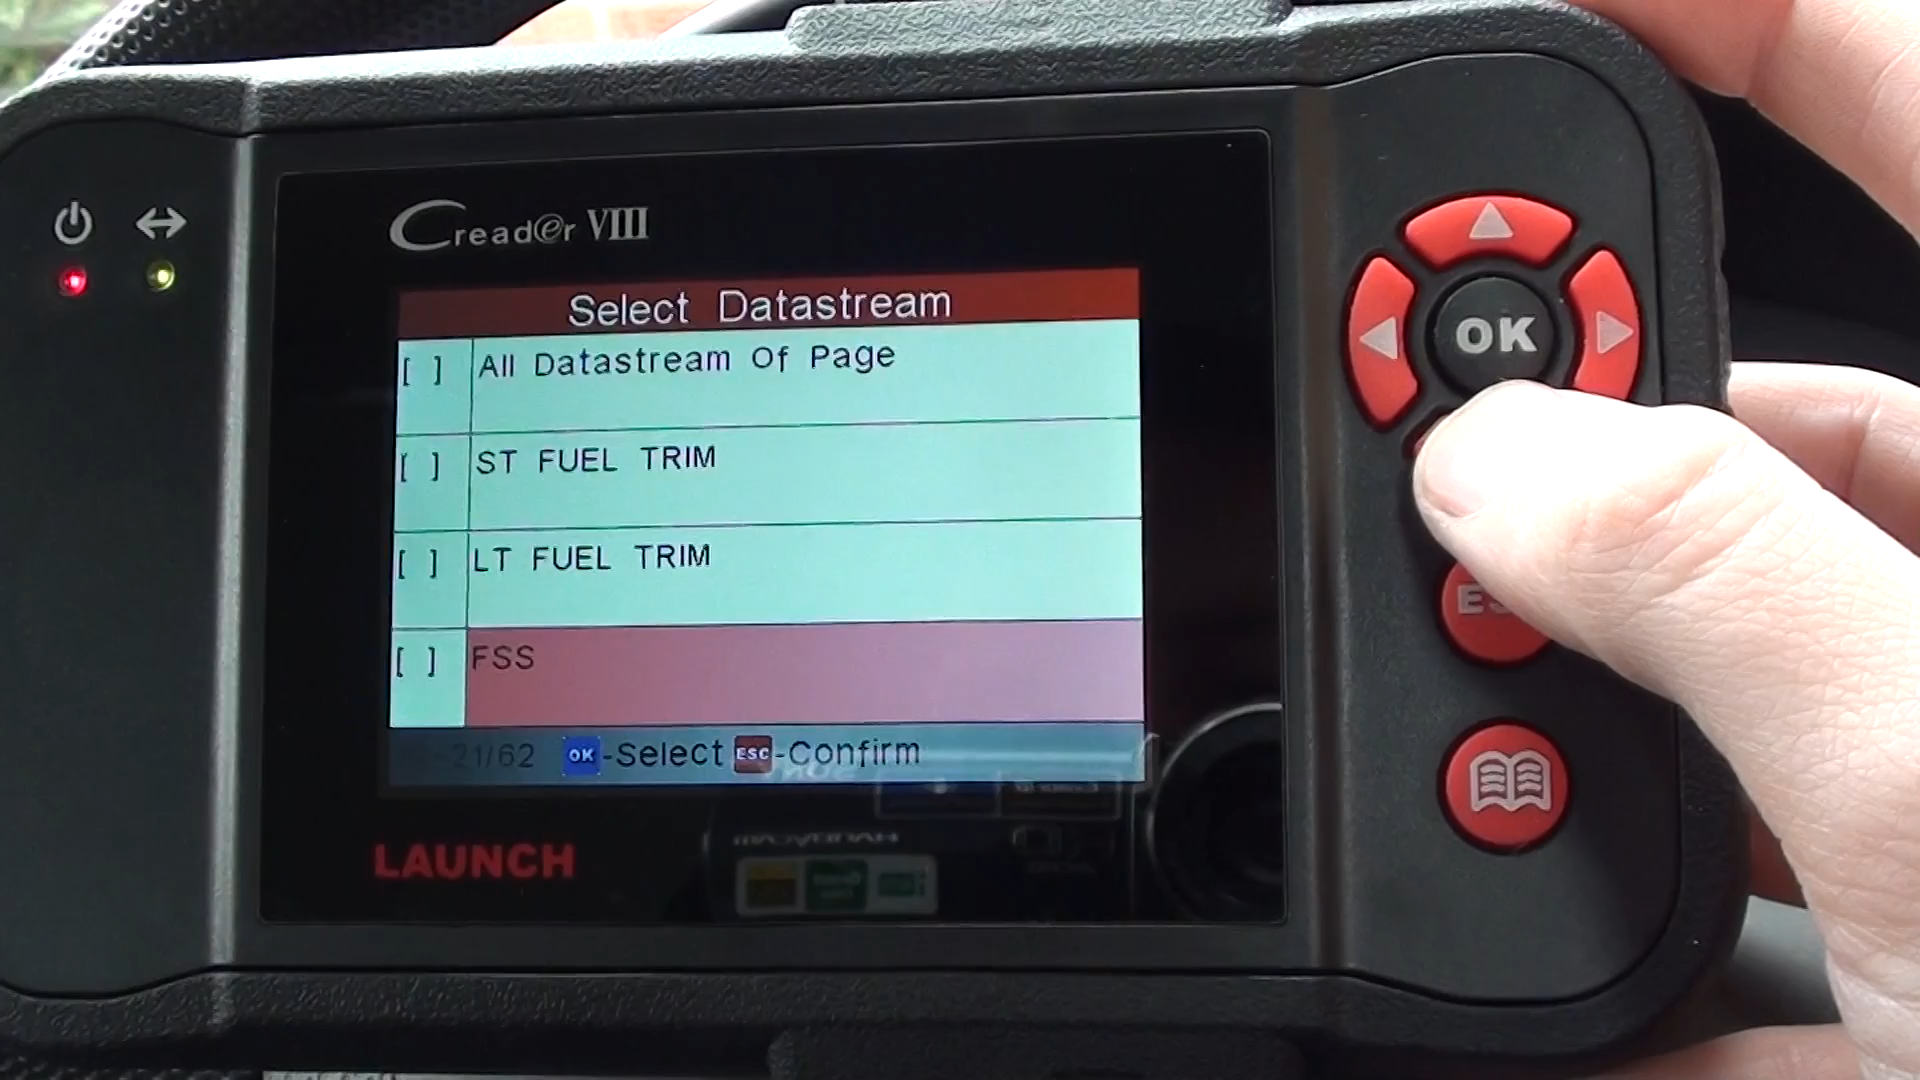 Creader VIII
Select Datastream
[ ] All Datastream Of Page
[ ] ST FUEL TRIM
[ ] LT FUEL TRIM
[ ] FSS
21/62 OK-Select ESC-Confirm
LAUNCH
OK